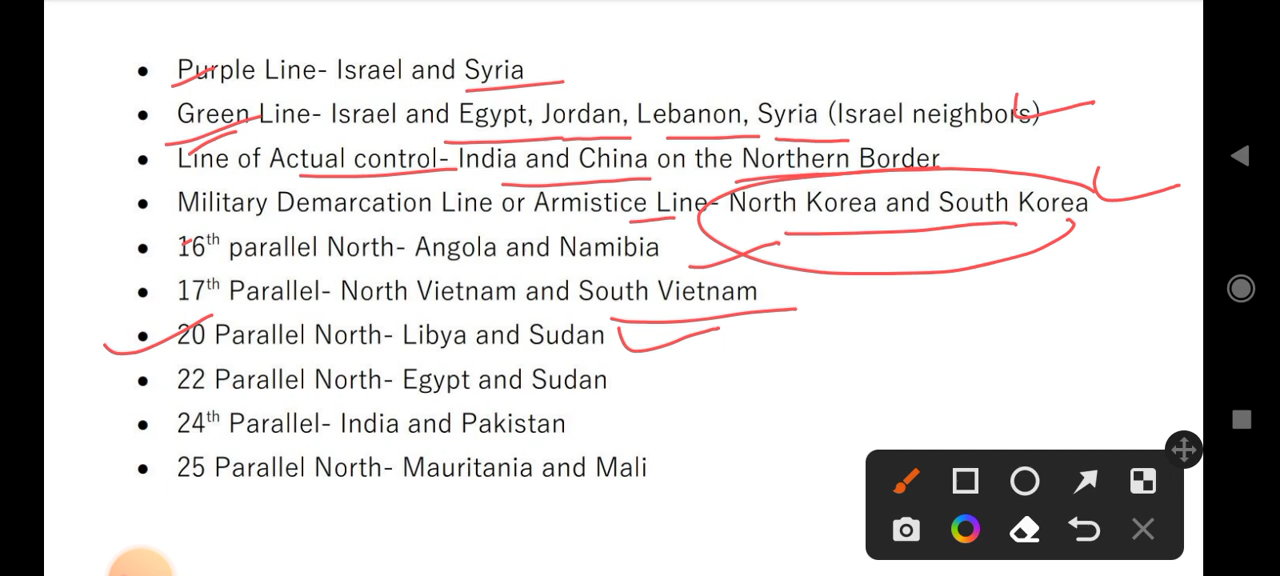 • Purple Line- Israel and Syria
• Green Line- Israel and Egypt, Jordan, Lebanon, Syria (Israel neighbors)
• Line of Actual control- India and China on the Northern Border
• Military Demarcation Line or Armistice Line- North Korea and South Korea
• 16th parallel North- Angola and Namibia
• 17th Parallel- North Vietnam and South Vietnam
• 20 Parallel North- Libya and Sudan
• 22 Parallel North- Egypt and Sudan
• 24th Parallel- India and Pakistan
• 25 Parallel North- Mauritania and Mali